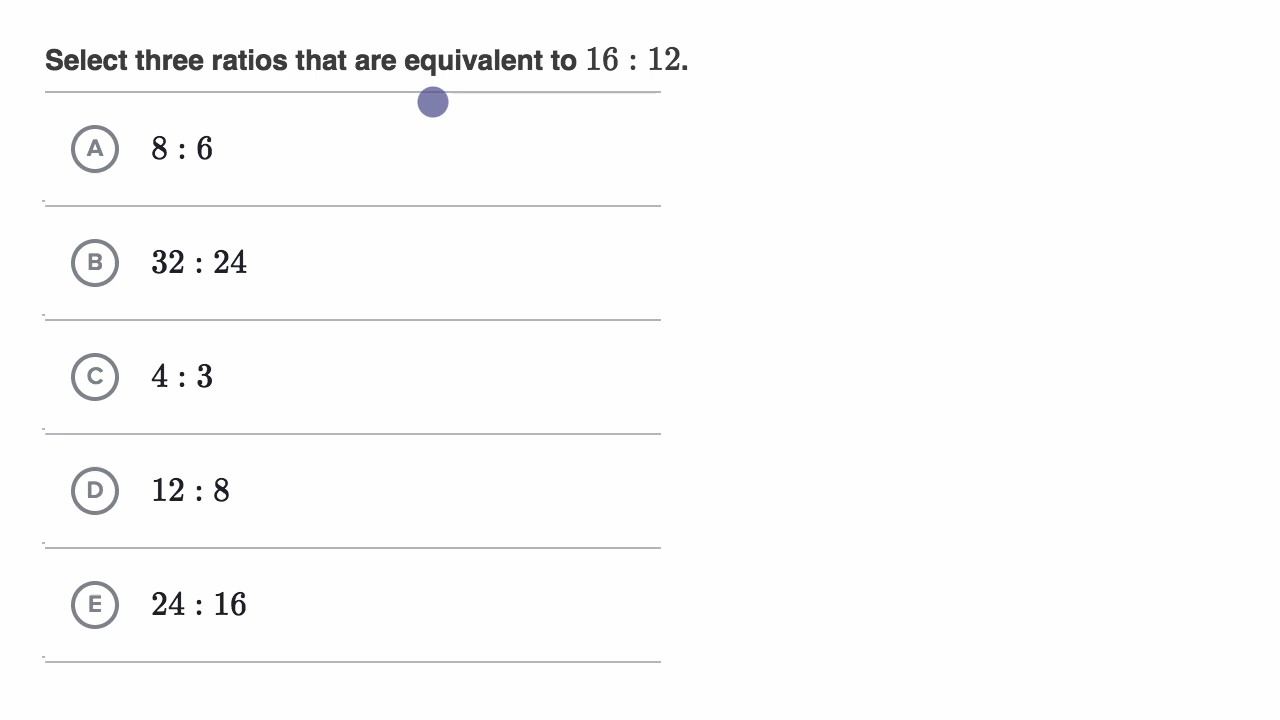 Select three ratios that are equivalent to 16 : 12.
A 8 : 6
B 32 : 24
C 4 : 3
D 12 : 8
E 24 : 16